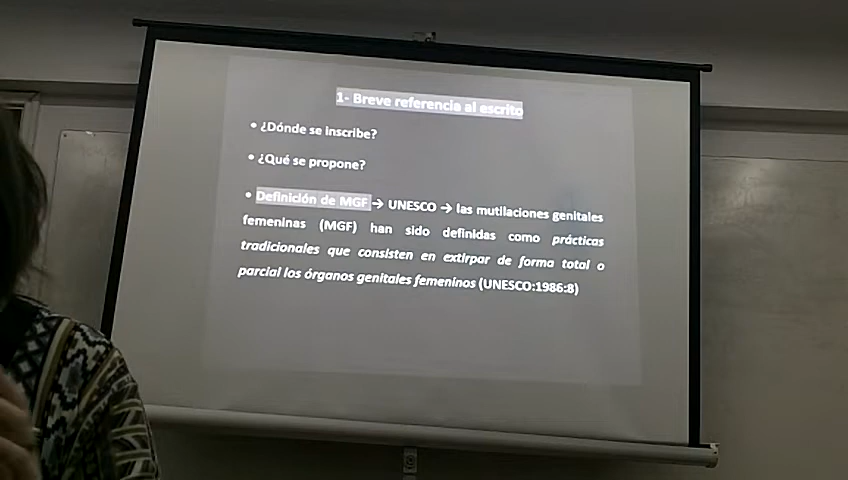 1- Breve referencia al escrito
• ¿Dónde se inscribe?
• ¿Qué se propone?
• Definición de MGF → UNESCO → las mutilaciones genitales
femeninas (MGF) han sido definidas como prácticas
tradicionales que consisten en extirpar de forma total o
parcial los órganos genitales femeninos (UNESCO:1986:8)